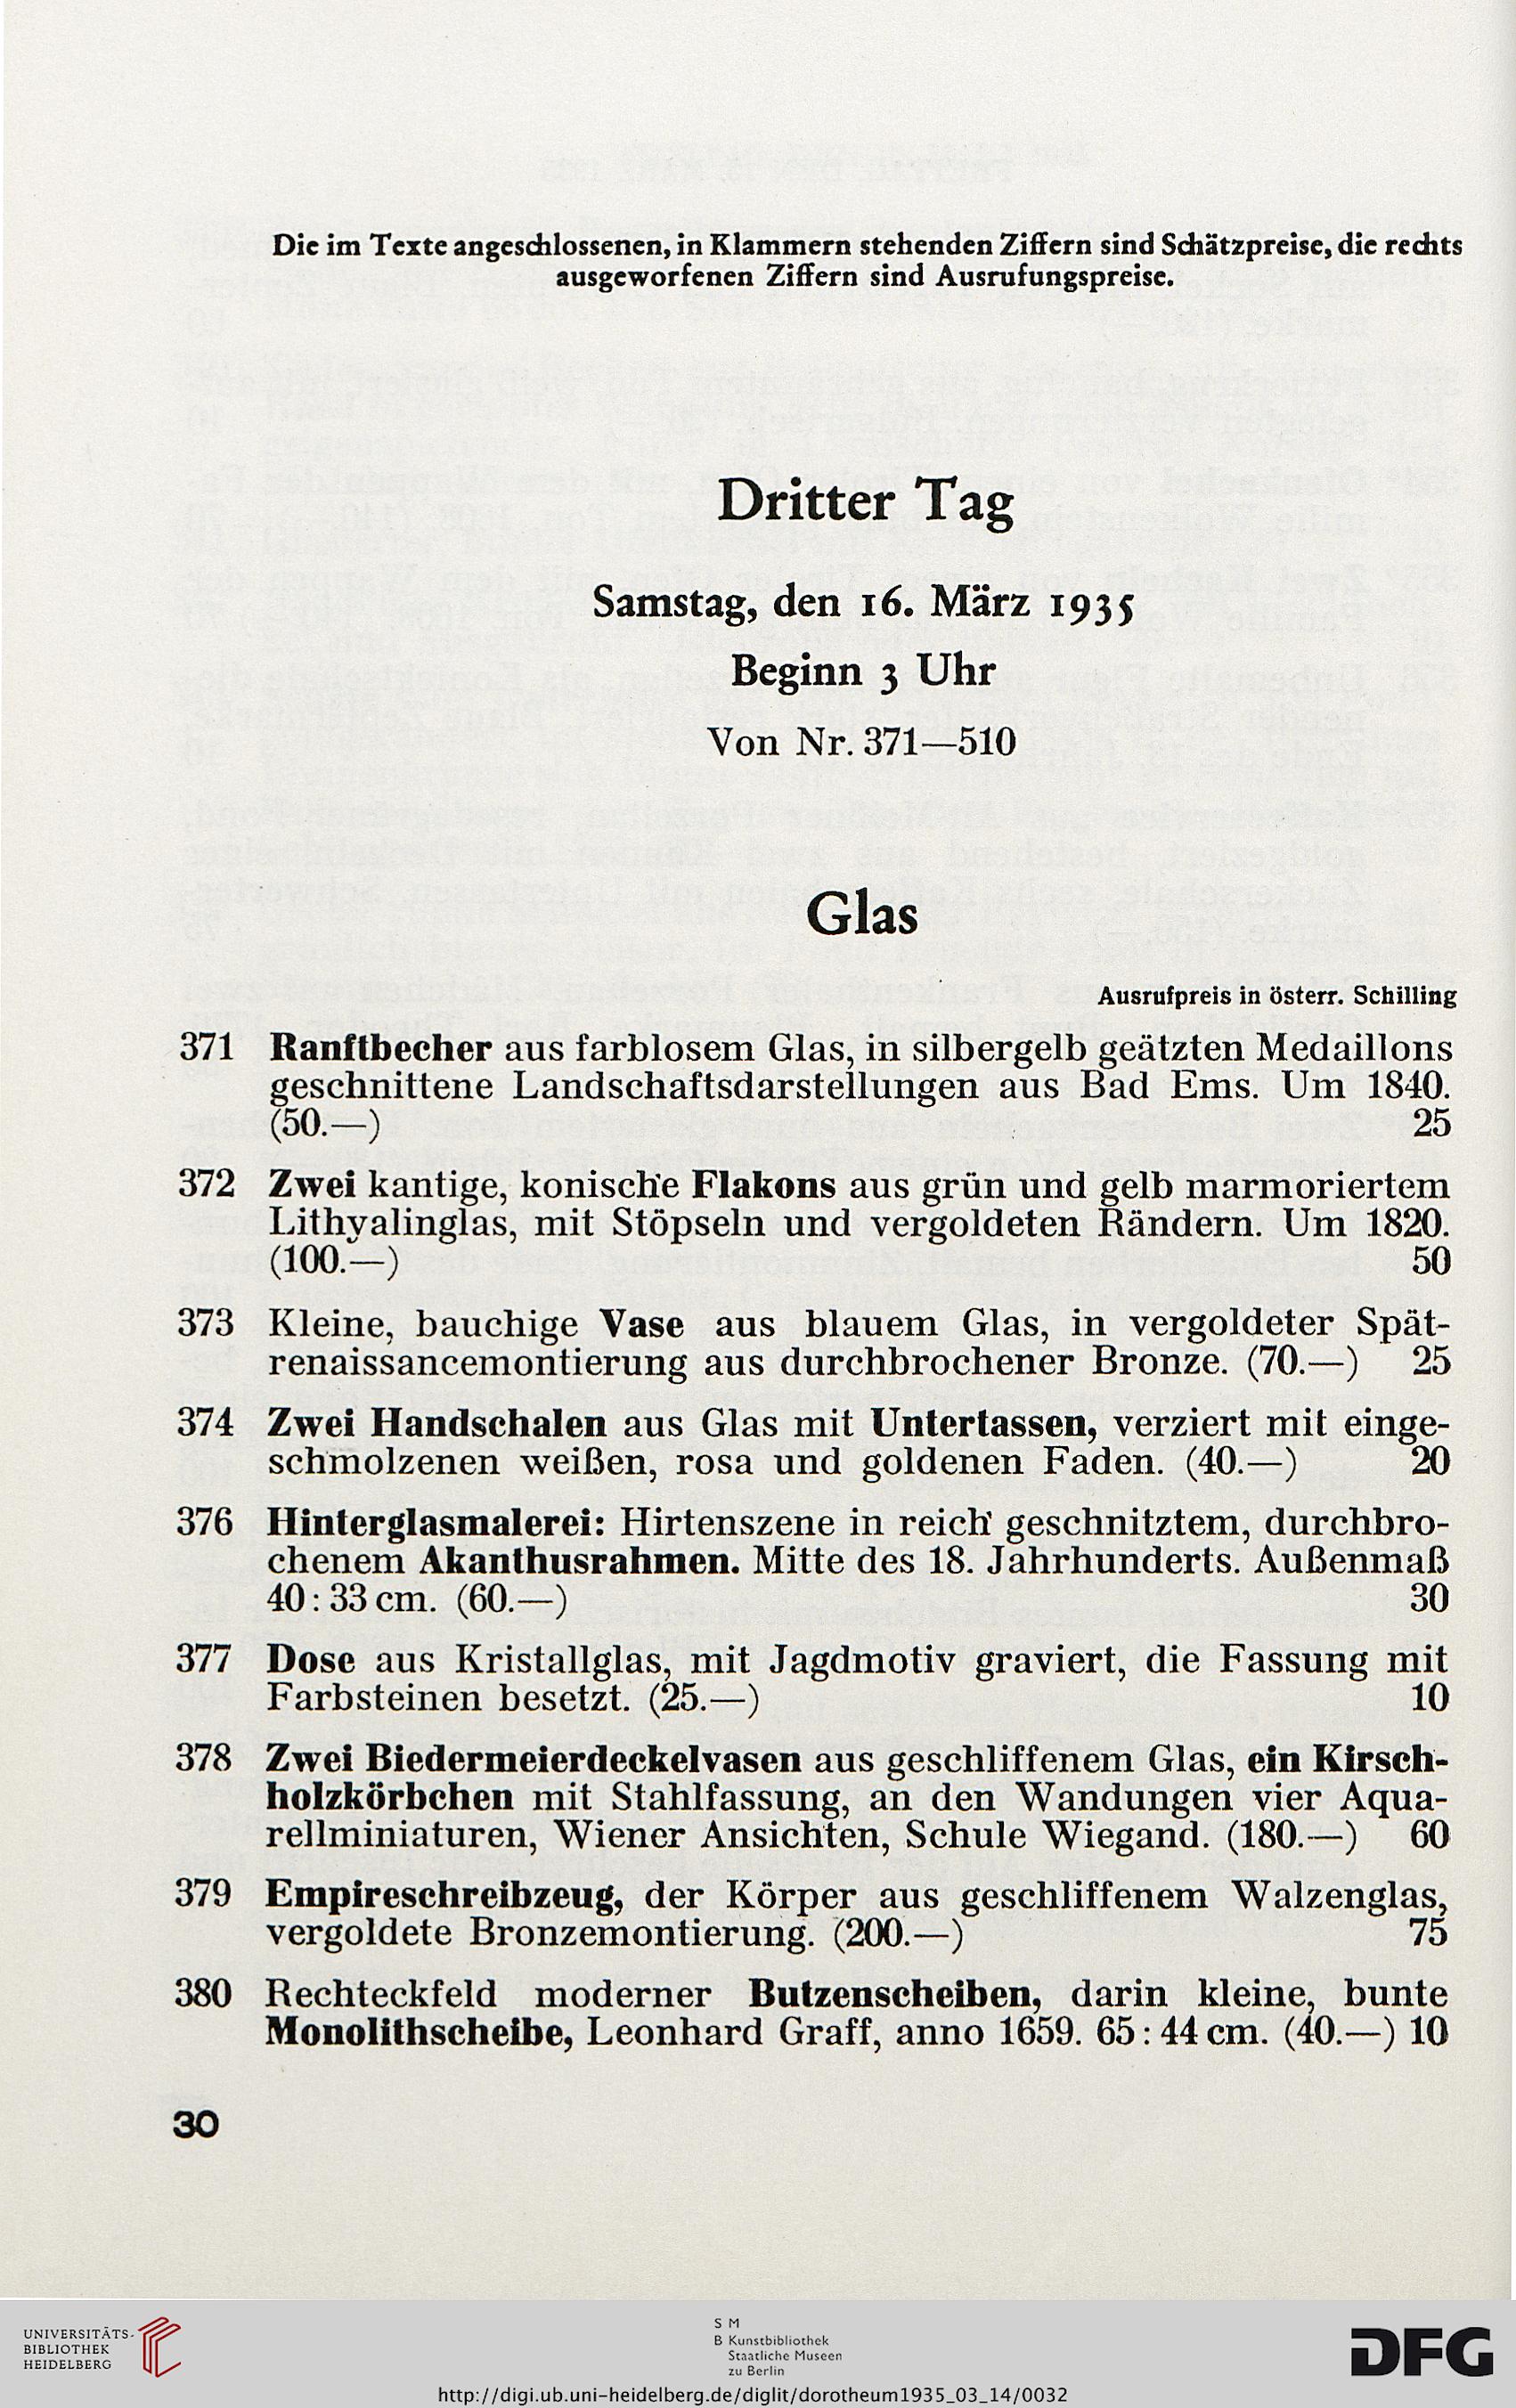 Die im Texte angeschlossenen, in Klammern stehenden Ziffern sind Schätzpreise, die rechts
ausgeworfenen Ziffern sind Ausrufungspreise.
Dritter Tag
Samstag, den 16. März 1935
Beginn 3 Uhr
Von Nr. 371—510
Glas
Ausrufpreis in österr. Schilling
371 Ranftbecher aus farblosem Glas, in silbergelb geätzten Medaillons
geschnittene Landschaftsdarstellungen aus Bad Ems. Um 1840.
(50.—) 25
372 Zwei kantige, konische Flakons aus grün und gelb marmoriertem
Lithyalinglas, mit Stöpseln und vergoldeten Rändern. Um 1820.
(100.—) 50
373 Kleine, bauchige Vase aus blauem Glas, in vergoldeter Spät-
renaissancemontierung aus durchbrochener Bronze. (70.—) 25
374 Zwei Handschalen aus Glas mit Untertassen, verziert mit einge-
schmolzenen weißen, rosa und goldenen Faden. (40.—) 20
376 Hinterglasmalerei: Hirtenszene in reich geschnitztem, durchbro-
chenem Akanthusrahmen. Mitte des 18. Jahrhunderts. Außenmaß
40 : 33 cm. (60.—) 30
377 Dose aus Kristallglas, mit Jagdmotiv graviert, die Fassung mit
Farbsteinen besetzt. (25.—) 10
378 Zwei Biedermeierdeckelvasen aus geschliffenem Glas, ein Kirsch-
holzkörbchen mit Stahlfassung, an den Wandungen vier Aqua-
rellminiaturen, Wiener Ansichten, Schule Wiegand. (180.—) 60
379 Empireschreibzeug, der Körper aus geschliffenem Walzenglas,
vergoldete Bronzemontierung. (200.—) 75
380 Rechteckfeld moderner Butzenscheiben, darin kleine, bunte
Monolithscheibe, Leonhard Graff, anno 1659. 65 : 44 cm. (40.—) 10
30
UNIVERSITÄTS-
BIBLIOTHEK
HEIDELBERG
S M
B Kunstbibliothek
Staatliche Museen
zu Berlin
DFG
http://digi.ub.uni-heidelberg.de/diglit/dorotheum1935_03_14/0032